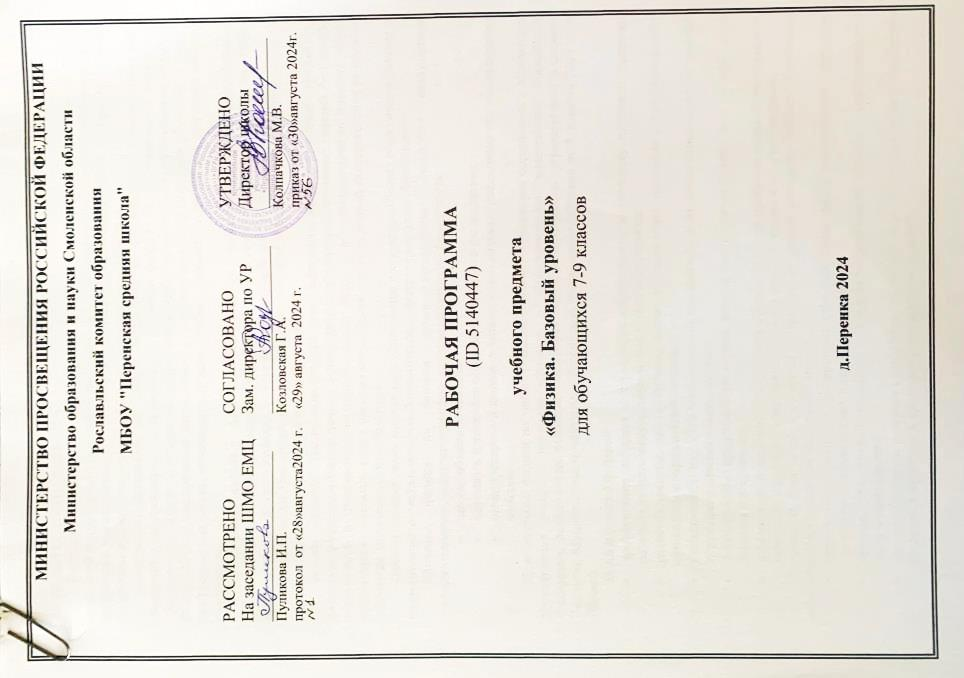 МИНИСТЕРСТВО ПРОСВЕЩЕНИЯ РОССИЙСКОЙ ФЕДЕРАЦИИ
Министерство образования и науки Смоленской области
Рославльский комитет образования
МБОУ "Перенская средняя школа"
РАССМОТРЕНО
На заседании ШМО ЕМЦ
Пуликова
Пуликова И.П.
протокол от «28»августа2024 г.
№1
СОГЛАСОВАНО
Зам. директора по УР
Козловская Г.А.
«29» августа 2024 г.
УТВЕРЖДЕНО
Директор школы
Колпачкова М.В.
приказ от «30»августа 2024г.
№56
РАБОЧАЯ ПРОГРАММА
(ID 5140447)
учебного предмета
«Физика. Базовый уровень»
для обучающихся 7-9 классов
д.Перенка 2024